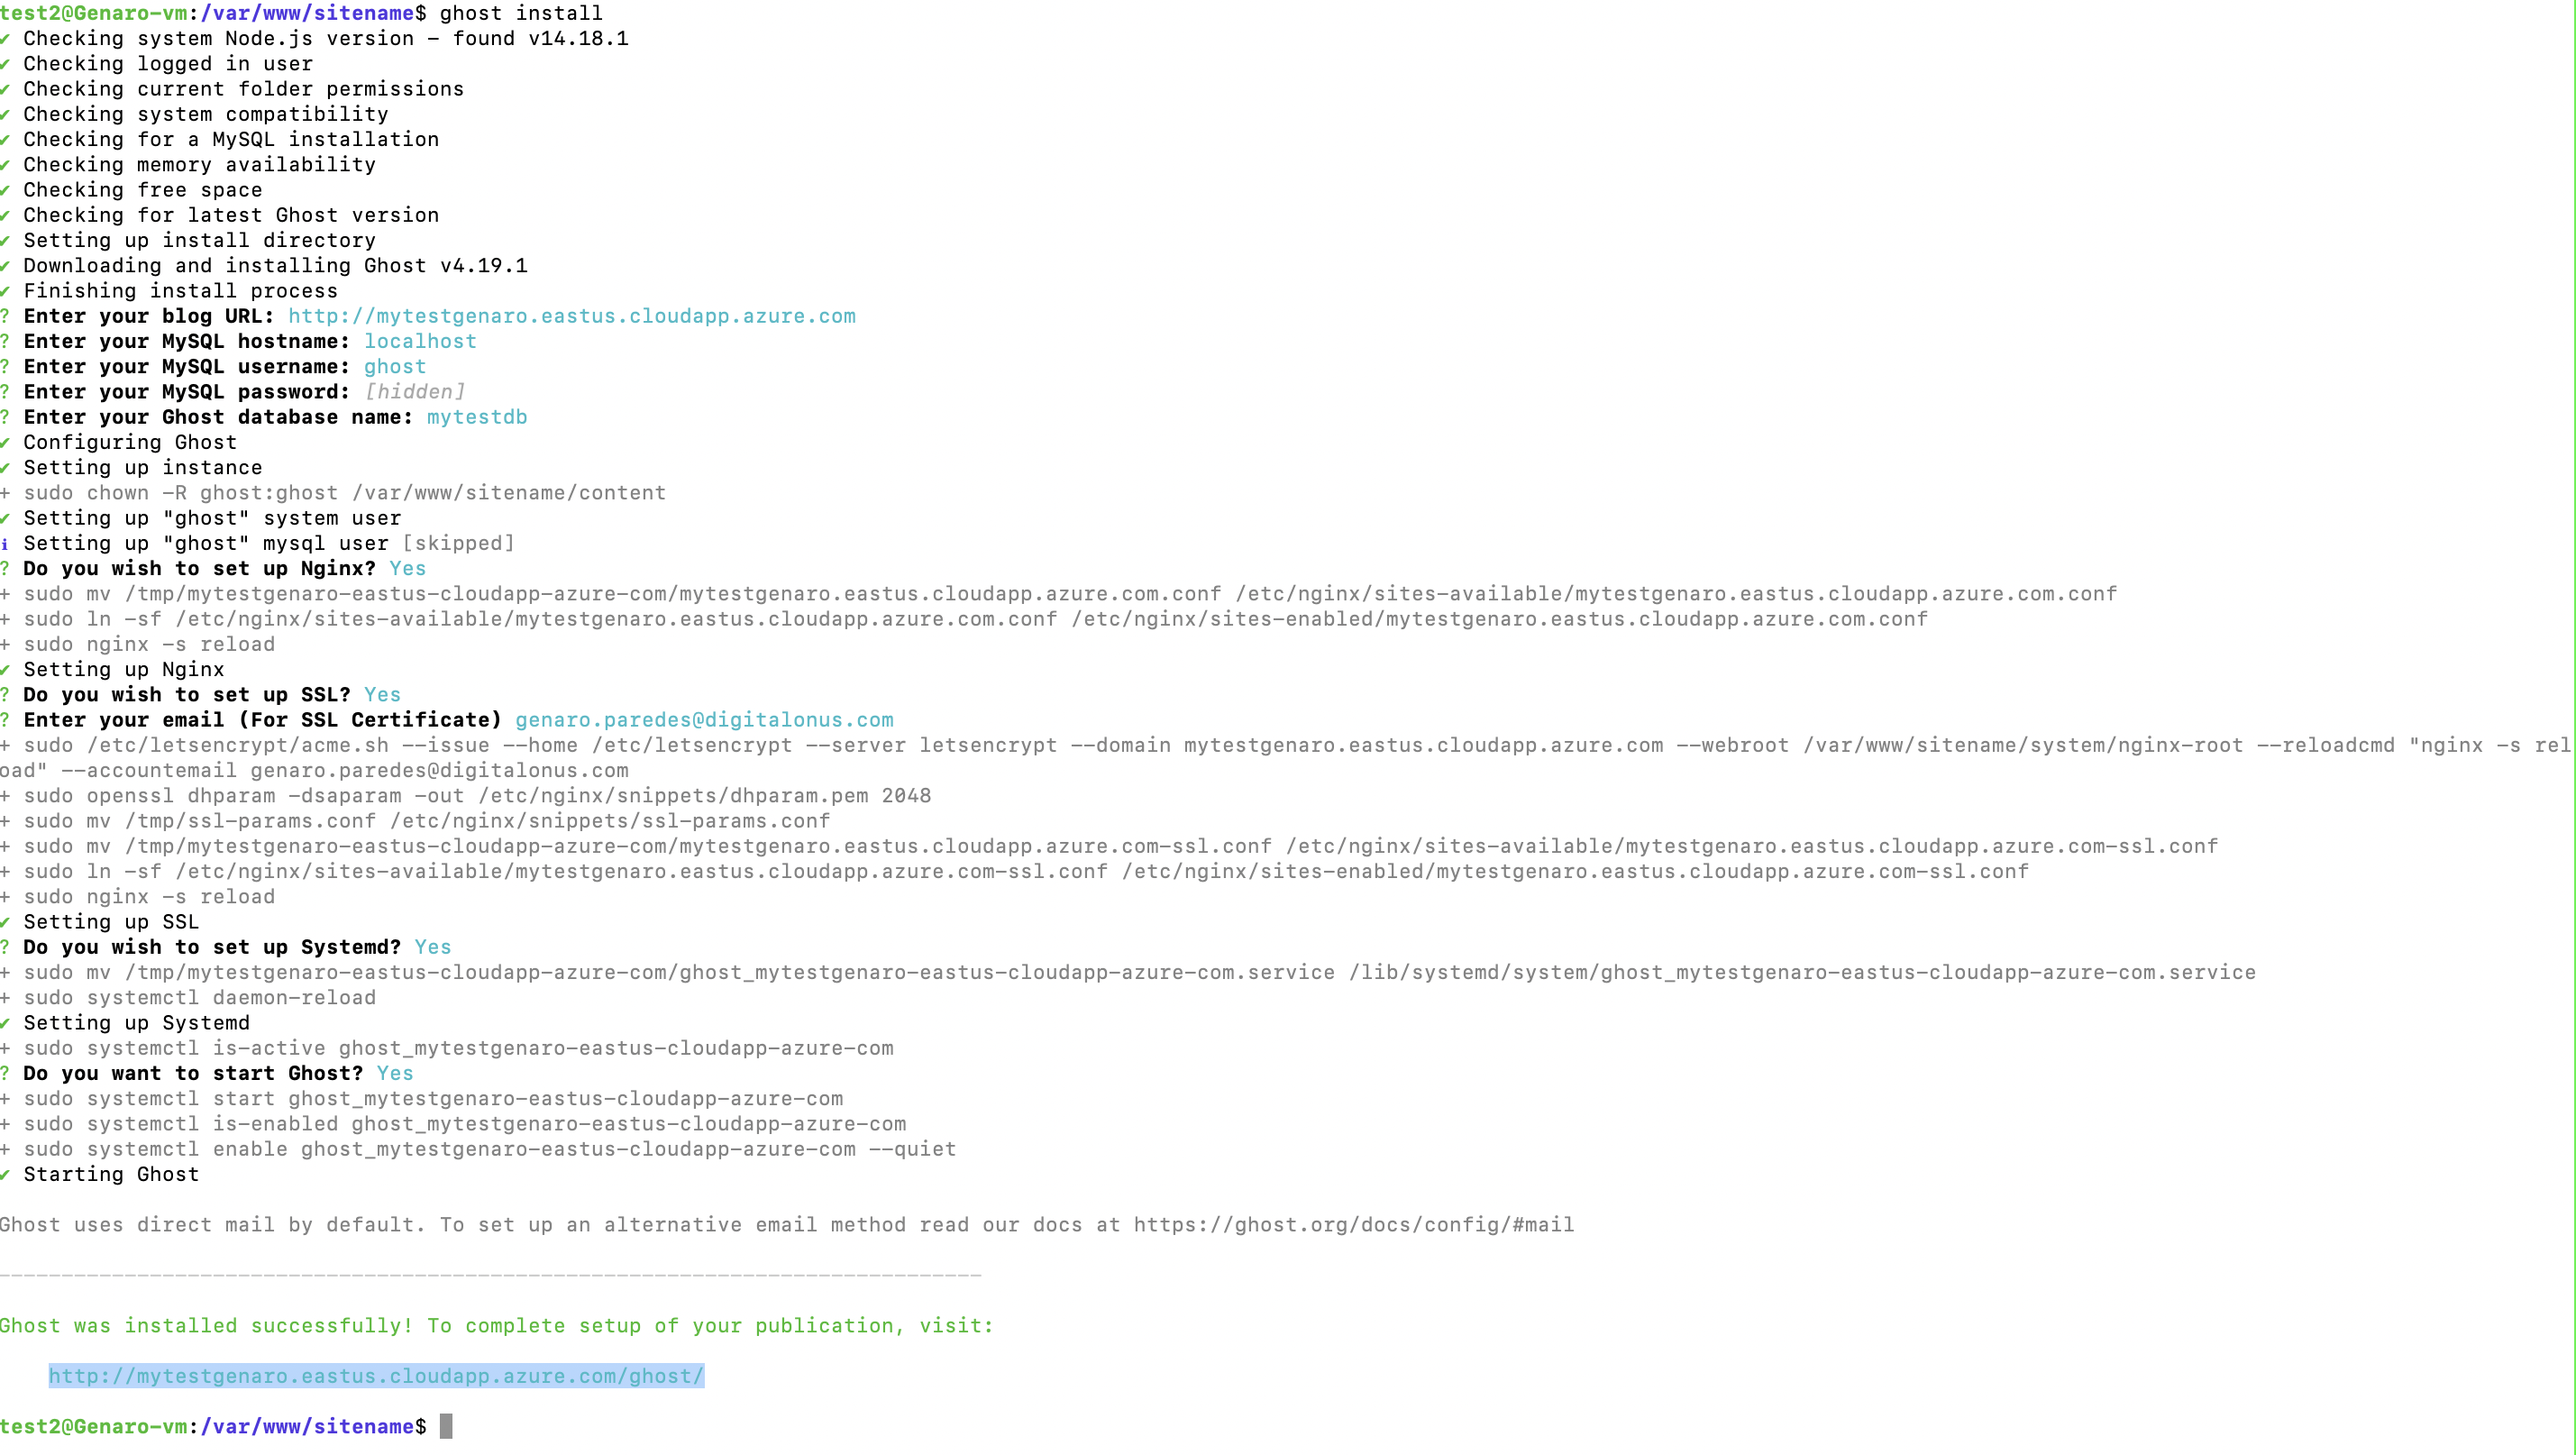 test2@Genaro-vm:/var/www/sitename$ ghost install
✔ Checking system Node.js version - found v14.18.1
✔ Checking logged in user
✔ Checking current folder permissions
✔ Checking system compatibility
✔ Checking for a MySQL installation
✔ Checking memory availability
✔ Checking free space
✔ Checking for latest Ghost version
✔ Setting up install directory
✔ Downloading and installing Ghost v4.19.1
✔ Finishing install process
? Enter your blog URL: http://mytestgenaro.eastus.cloudapp.azure.com
? Enter your MySQL hostname: localhost
? Enter your MySQL username: ghost
? Enter your MySQL password: [hidden]
? Enter your Ghost database name: mytestdb
✔ Configuring Ghost
✔ Setting up instance
+ sudo chown -R ghost:ghost /var/www/sitename/content
✔ Setting up "ghost" system user
ℹ Setting up "ghost" mysql user [skipped]
? Do you wish to set up Nginx? Yes
+ sudo mv /tmp/mytestgenaro-eastus-cloudapp-azure-com/mytestgenaro.eastus.cloudapp.azure.com.conf /etc/nginx/sites-available/mytestgenaro.eastus.cloudapp.azure.com.conf
+ sudo ln -sf /etc/nginx/sites-available/mytestgenaro.eastus.cloudapp.azure.com.conf /etc/nginx/sites-enabled/mytestgenaro.eastus.cloudapp.azure.com.conf
+ sudo nginx -s reload
✔ Setting up Nginx
? Do you wish to set up SSL? Yes
? Enter your email (For SSL Certificate) genaro.paredes@digitalonus.com
+ sudo /etc/letsencrypt/acme.sh --issue --home /etc/letsencrypt --server letsencrypt --domain mytestgenaro.eastus.cloudapp.azure.com --webroot /var/www/sitename/system/nginx-root --reloadcmd "nginx -s rel
oad" --accountemail genaro.paredes@digitalonus.com
+ sudo openssl dhparam -dsaparam -out /etc/nginx/snippets/dhparam.pem 2048
+ sudo mv /tmp/ssl-params.conf /etc/nginx/snippets/ssl-params.conf
+ sudo mv /tmp/mytestgenaro-eastus-cloudapp-azure-com/mytestgenaro.eastus.cloudapp.azure.com-ssl.conf /etc/nginx/sites-available/mytestgenaro.eastus.cloudapp.azure.com-ssl.conf
+ sudo ln -sf /etc/nginx/sites-available/mytestgenaro.eastus.cloudapp.azure.com-ssl.conf /etc/nginx/sites-enabled/mytestgenaro.eastus.cloudapp.azure.com-ssl.conf
+ sudo nginx -s reload
✔ Setting up SSL
? Do you wish to set up Systemd? Yes
+ sudo mv /tmp/mytestgenaro-eastus-cloudapp-azure-com/ghost_mytestgenaro-eastus-cloudapp-azure-com.service /lib/systemd/system/ghost_mytestgenaro-eastus-cloudapp-azure-com.service
+ sudo systemctl daemon-reload
✔ Setting up Systemd
+ sudo systemctl is-active ghost_mytestgenaro-eastus-cloudapp-azure-com
? Do you want to start Ghost? Yes
+ sudo systemctl start ghost_mytestgenaro-eastus-cloudapp-azure-com
+ sudo systemctl is-enabled ghost_mytestgenaro-eastus-cloudapp-azure-com
+ sudo systemctl enable ghost_mytestgenaro-eastus-cloudapp-azure-com --quiet
✔ Starting Ghost
Ghost uses direct mail by default. To set up an alternative email method read our docs at https://ghost.org/docs/config/#mail
------------------------------------------------------------------------------
Ghost was installed successfully! To complete setup of your publication, visit:
http://mytestgenaro.eastus.cloudapp.azure.com/ghost/
test2@Genaro-vm:/var/www/sitename$